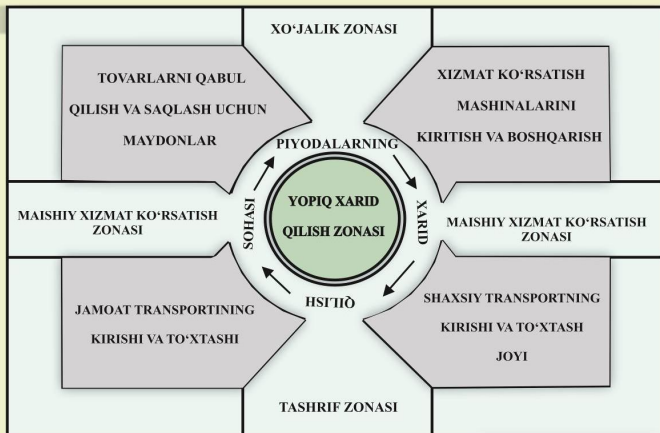 XO‘JALIK ZONASI
TOVARLARNI QABUL
QILISH VA SAQLASH UCHUN
MAYDONLAR
XIZMAT KO‘RSATISH
MASHINALARINI
KIRITISH VA BOSHQARISH
PIYODALARNING
XARID
QILISH
SOHASI
YOPIQ XARID
QILISH ZONASI
MAISHIY XIZMAT KO‘RSATISH
ZONASI
MAISHIY XIZMAT KO‘RSATISH
ZONASI
JAMOAT TRANSPORTINING
KIRISHI VA TO‘XTASHI
SHAXSIY TRANSPORTNING
KIRISHI VA TO‘XTASH
JOYI
TASHRIF ZONASI